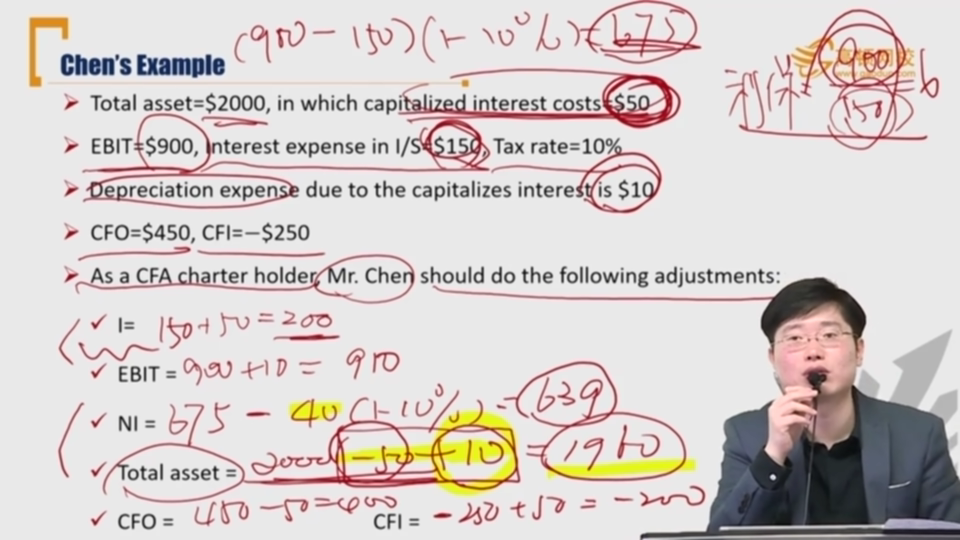 (900-150)(1-10%)=675
Chen's Example
利保= 900/150 = 6
➤ Total asset=$2000, in which capitalized interest costs=$50
➤ EBIT=$900, Interest expense in I/S=$150, Tax rate=10%
➤ Depreciation expense due to the capitalizes interest is $10
➤ CFO=$450, CFI=−$250
➤ As a CFA charter holder, Mr. Chen should do the following adjustments:
✓ I= 150+50=200
✓ EBIT = 900+10= 910
✓ NI = 675 - 40(1-10%)=639
✓ Total asset = 2000-50+10=1960
✓ CFO = 450-50=400 CFI = -250+50=-200